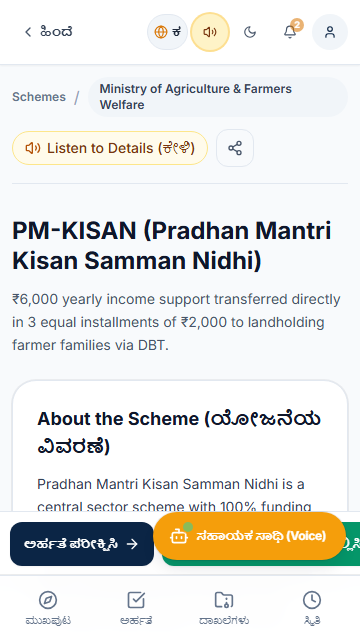 ಹಿಂದೆ
ಕ
2
Schemes / Ministry of Agriculture & Farmers
Welfare
Listen to Details (ಕೇಳಿ)
PM-KISAN (Pradhan Mantri
Kisan Samman Nidhi)
₹6,000 yearly income support transferred directly
in 3 equal installments of ₹2,000 to landholding
farmer families via DBT.
About the Scheme (ಯೋಜನೆಯ
ವಿವರಣೆ)
Pradhan Mantri Kisan Samman Nidhi is a
central sector scheme with 100% funding
ಅರ್ಹತೆ ಪರೀಕ್ಷಿಸಿ →
ಸಹಾಯಕ ಸಾಥಿ (Voice)
ಮುಖಪುಟ
ಅರ್ಹತೆ
ದಾಖಲೆಗಳು
ಸ್ಥಿತಿ